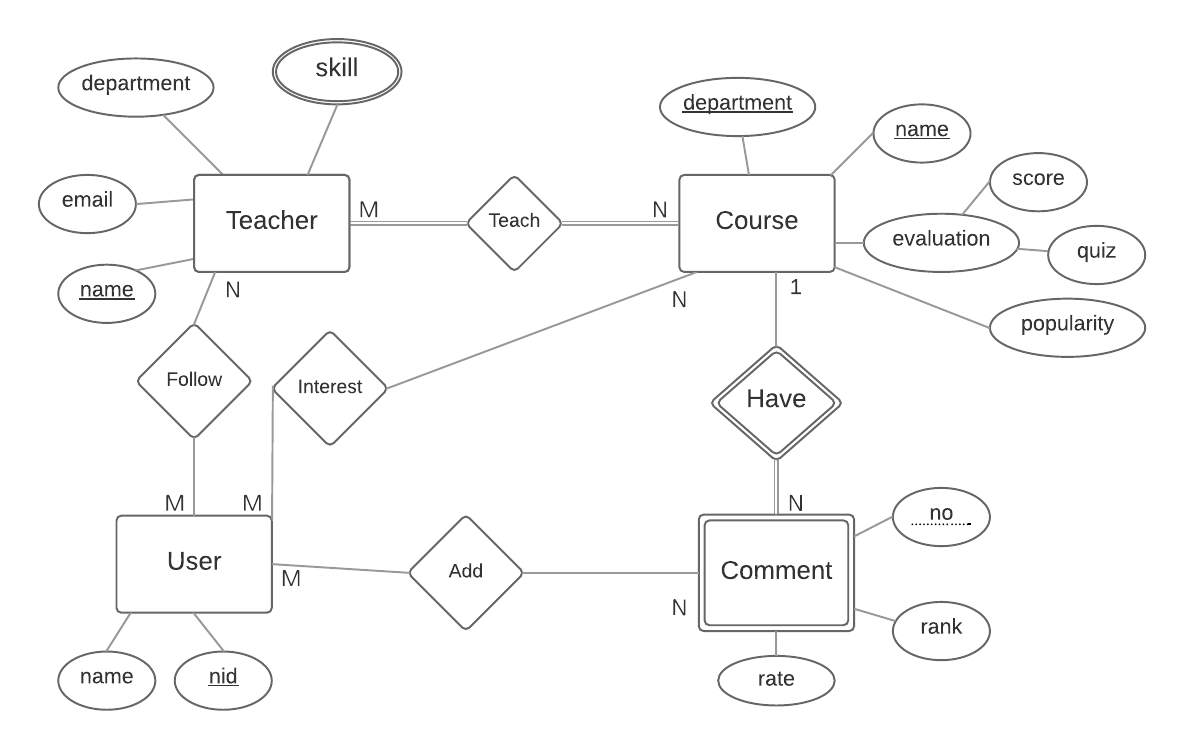 skill
department
department
name
score
email
Teacher
M
Teach
N
Course
evaluation
quiz
name
N
N
1
popularity
Follow
Interest
Have
M
M
N
no
User
M
Add
Comment
N
rank
name
nid
rate